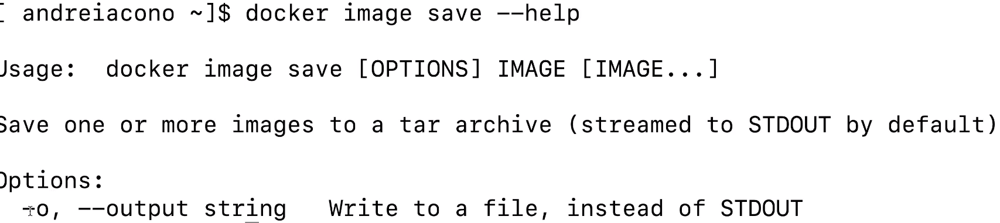 [ andreiacono ~]$ docker image save --help
Usage:  docker image save [OPTIONS] IMAGE [IMAGE...]
Save one or more images to a tar archive (streamed to STDOUT by default)
Options:
  -o, --output string   Write to a file, instead of STDOUT